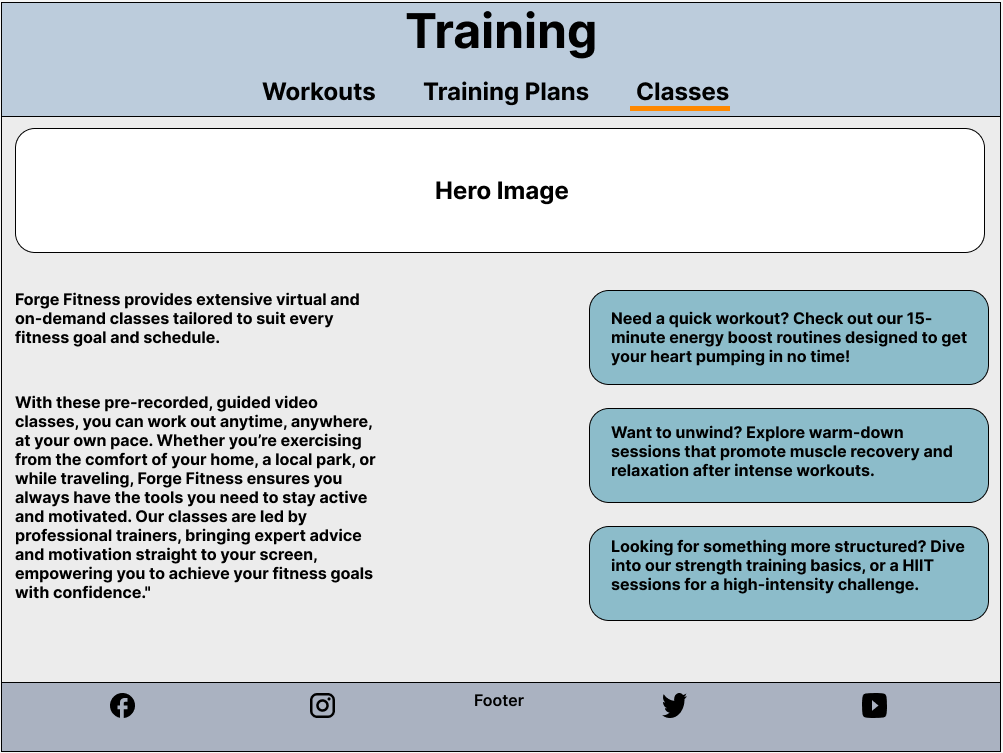 Training
Workouts Training Plans Classes
Hero Image
Forge Fitness provides extensive virtual and
on-demand classes tailored to suit every
fitness goal and schedule.
With these pre-recorded, guided video
classes, you can work out anytime, anywhere,
at your own pace. Whether you’re exercising
from the comfort of your home, a local park, or
while traveling, Forge Fitness ensures you
always have the tools you need to stay active
and motivated. Our classes are led by
professional trainers, bringing expert advice
and motivation straight to your screen,
empowering you to achieve your fitness goals
with confidence."
Need a quick workout? Check out our 15-
minute energy boost routines designed to get
your heart pumping in no time!
Want to unwind? Explore warm-down
sessions that promote muscle recovery and
relaxation after intense workouts.
Looking for something more structured? Dive
into our strength training basics, or a HIIT
sessions for a high-intensity challenge.
Footer